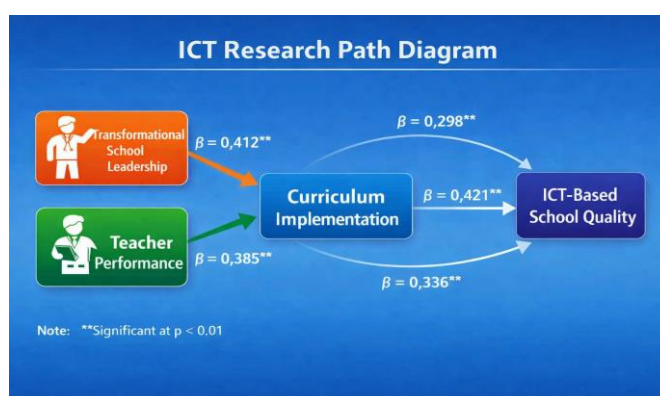 ICT Research Path Diagram
Transformational
School
Leadership
β = 0,412**
β = 0,298**
Curriculum
Implementation
β = 0,421**
ICT-Based
School Quality
Teacher
Performance
β = 0,385**
β = 0,336**
Note: **Significant at p < 0.01